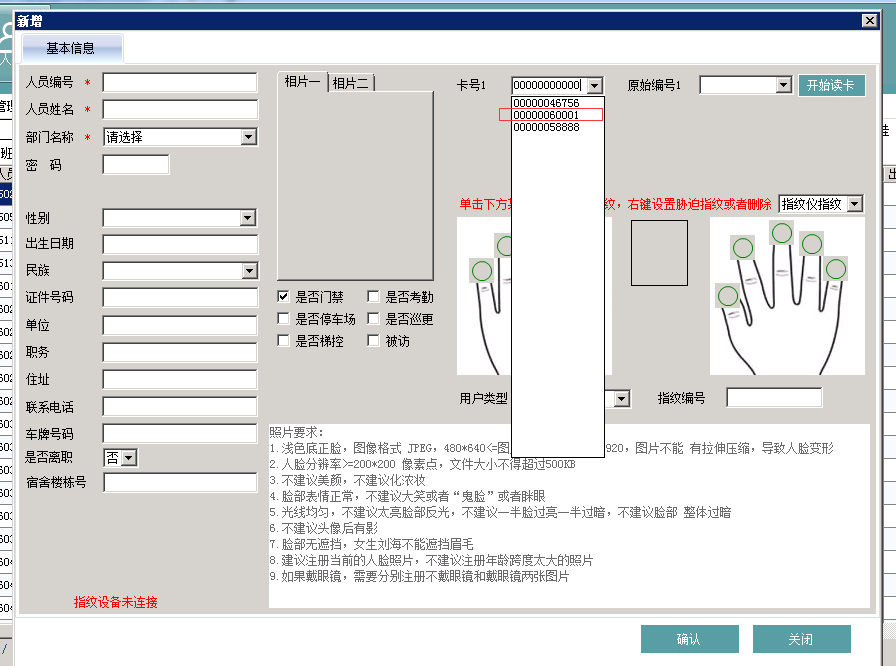 新增
基本信息
人员编号 *
人员姓名 *
部门名称 * 请选择
密 码
性别
出生日期
民族
证件号码
单位
职务
住址
联系电话
车牌号码
是否离职 否
宿舍楼栋号
指纹设备未连接
相片一 相片二
是否门禁 是否考勤
是否停车场 是否巡更
是否梯控 被访
卡号1 00000000000
00000046756
00000060001
00000058888
原始编号1 开始读卡
单击下方 纹，右键设置胁迫指纹或者删除 指纹仪指纹
用户类型 指纹编号
照片要求：
1.浅色底正脸，图像格式 JPEG，480*640<=图 920，图片不能 有拉伸压缩，导致人脸变形
2.人脸分辨率>=200*200 像素点，文件大小不得超过500KB
3.不建议美颜，不建议化浓妆
4.脸部表情正常，不建议大笑或者“鬼脸”或者眯眼
5.光线均匀，不建议太亮脸部反光，不建议一半脸过亮一半过暗，不建议脸部 整体过暗
6.不建议头像后有影
7.脸部无遮挡，女生刘海不能遮挡眉毛
8.建议注册当前的人脸照片，不建议注册年龄跨度太大的照片
9.如果戴眼镜，需要分别注册不戴眼镜和戴眼镜两张图片
确认 关闭